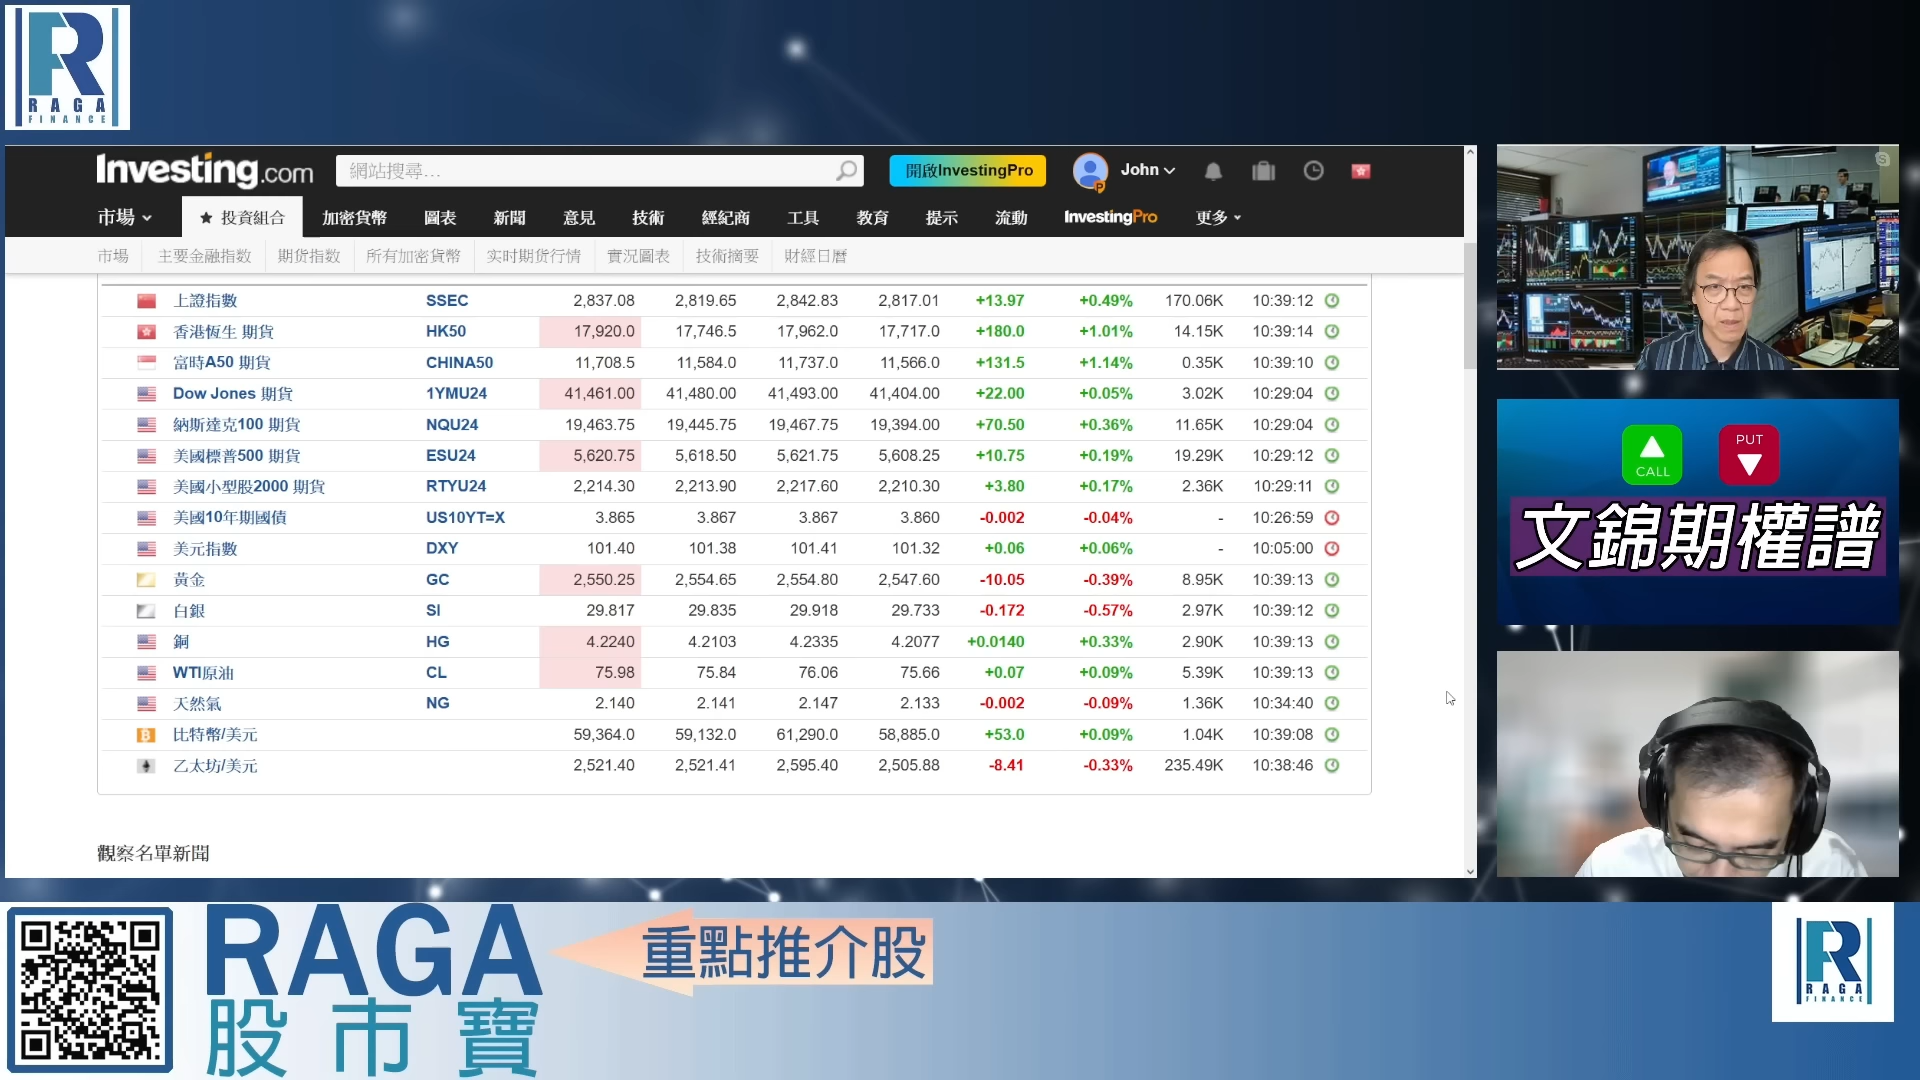 RAGA
FINANCE
Investing.com
網站搜尋...
開啟InvestingPro
John
市場
投資組合
加密貨幣
圖表
新聞
意見
技術
經紀商
工具
教育
提示
流動
InvestingPro
更多
市場
主要金融指数
期货指数
所有加密貨幣
实时期货行情
實況圖表
技術摘要
財經日曆
上證指數 SSEC 2,837.08 2,819.65 2,842.83 2,817.01 +13.97 +0.49% 170.06K 10:39:12
香港恆生 期貨 HK50 17,920.0 17,746.5 17,962.0 17,717.0 +180.0 +1.01% 14.15K 10:39:14
富時A50 期貨 CHINA50 11,708.5 11,584.0 11,737.0 11,566.0 +131.5 +1.14% 0.35K 10:39:10
Dow Jones 期貨 1YMU24 41,461.00 41,480.00 41,493.00 41,404.00 +22.00 +0.05% 3.02K 10:29:04
納斯達克100 期貨 NQU24 19,463.75 19,445.75 19,467.75 19,394.00 +70.50 +0.36% 11.65K 10:29:04
美國標普500 期貨 ESU24 5,620.75 5,618.50 5,621.75 5,608.25 +10.75 +0.19% 19.29K 10:29:12
美國小型股2000 期貨 RTYU24 2,214.30 2,213.90 2,217.60 2,210.30 +3.80 +0.17% 2.36K 10:29:11
美國10年期國債 US10YT=X 3.865 3.867 3.867 3.860 -0.002 -0.04% - 10:26:59
美元指數 DXY 101.40 101.38 101.41 101.32 +0.06 +0.06% - 10:05:00
黃金 GC 2,550.25 2,554.65 2,554.80 2,547.60 -10.05 -0.39% 8.95K 10:39:13
白銀 SI 29.817 29.835 29.918 29.733 -0.172 -0.57% 2.97K 10:39:12
銅 HG 4.2240 4.2103 4.2335 4.2077 +0.0140 +0.33% 2.90K 10:39:13
WTI原油 CL 75.98 75.84 76.06 75.66 +0.07 +0.09% 5.39K 10:39:13
天然氣 NG 2.140 2.141 2.147 2.133 -0.002 -0.09% 1.36K 10:34:40
比特幣/美元 59,364.0 59,132.0 61,290.0 58,885.0 +53.0 +0.09% 1.04K 10:39:08
乙太坊/美元 2,521.40 2,521.41 2,595.40 2,505.88 -8.41 -0.33% 235.49K 10:38:46
觀察名單新聞
CALL
PUT
文錦期權譜
RAGA
股市寶
重點推介股
RAGA
FINANCE